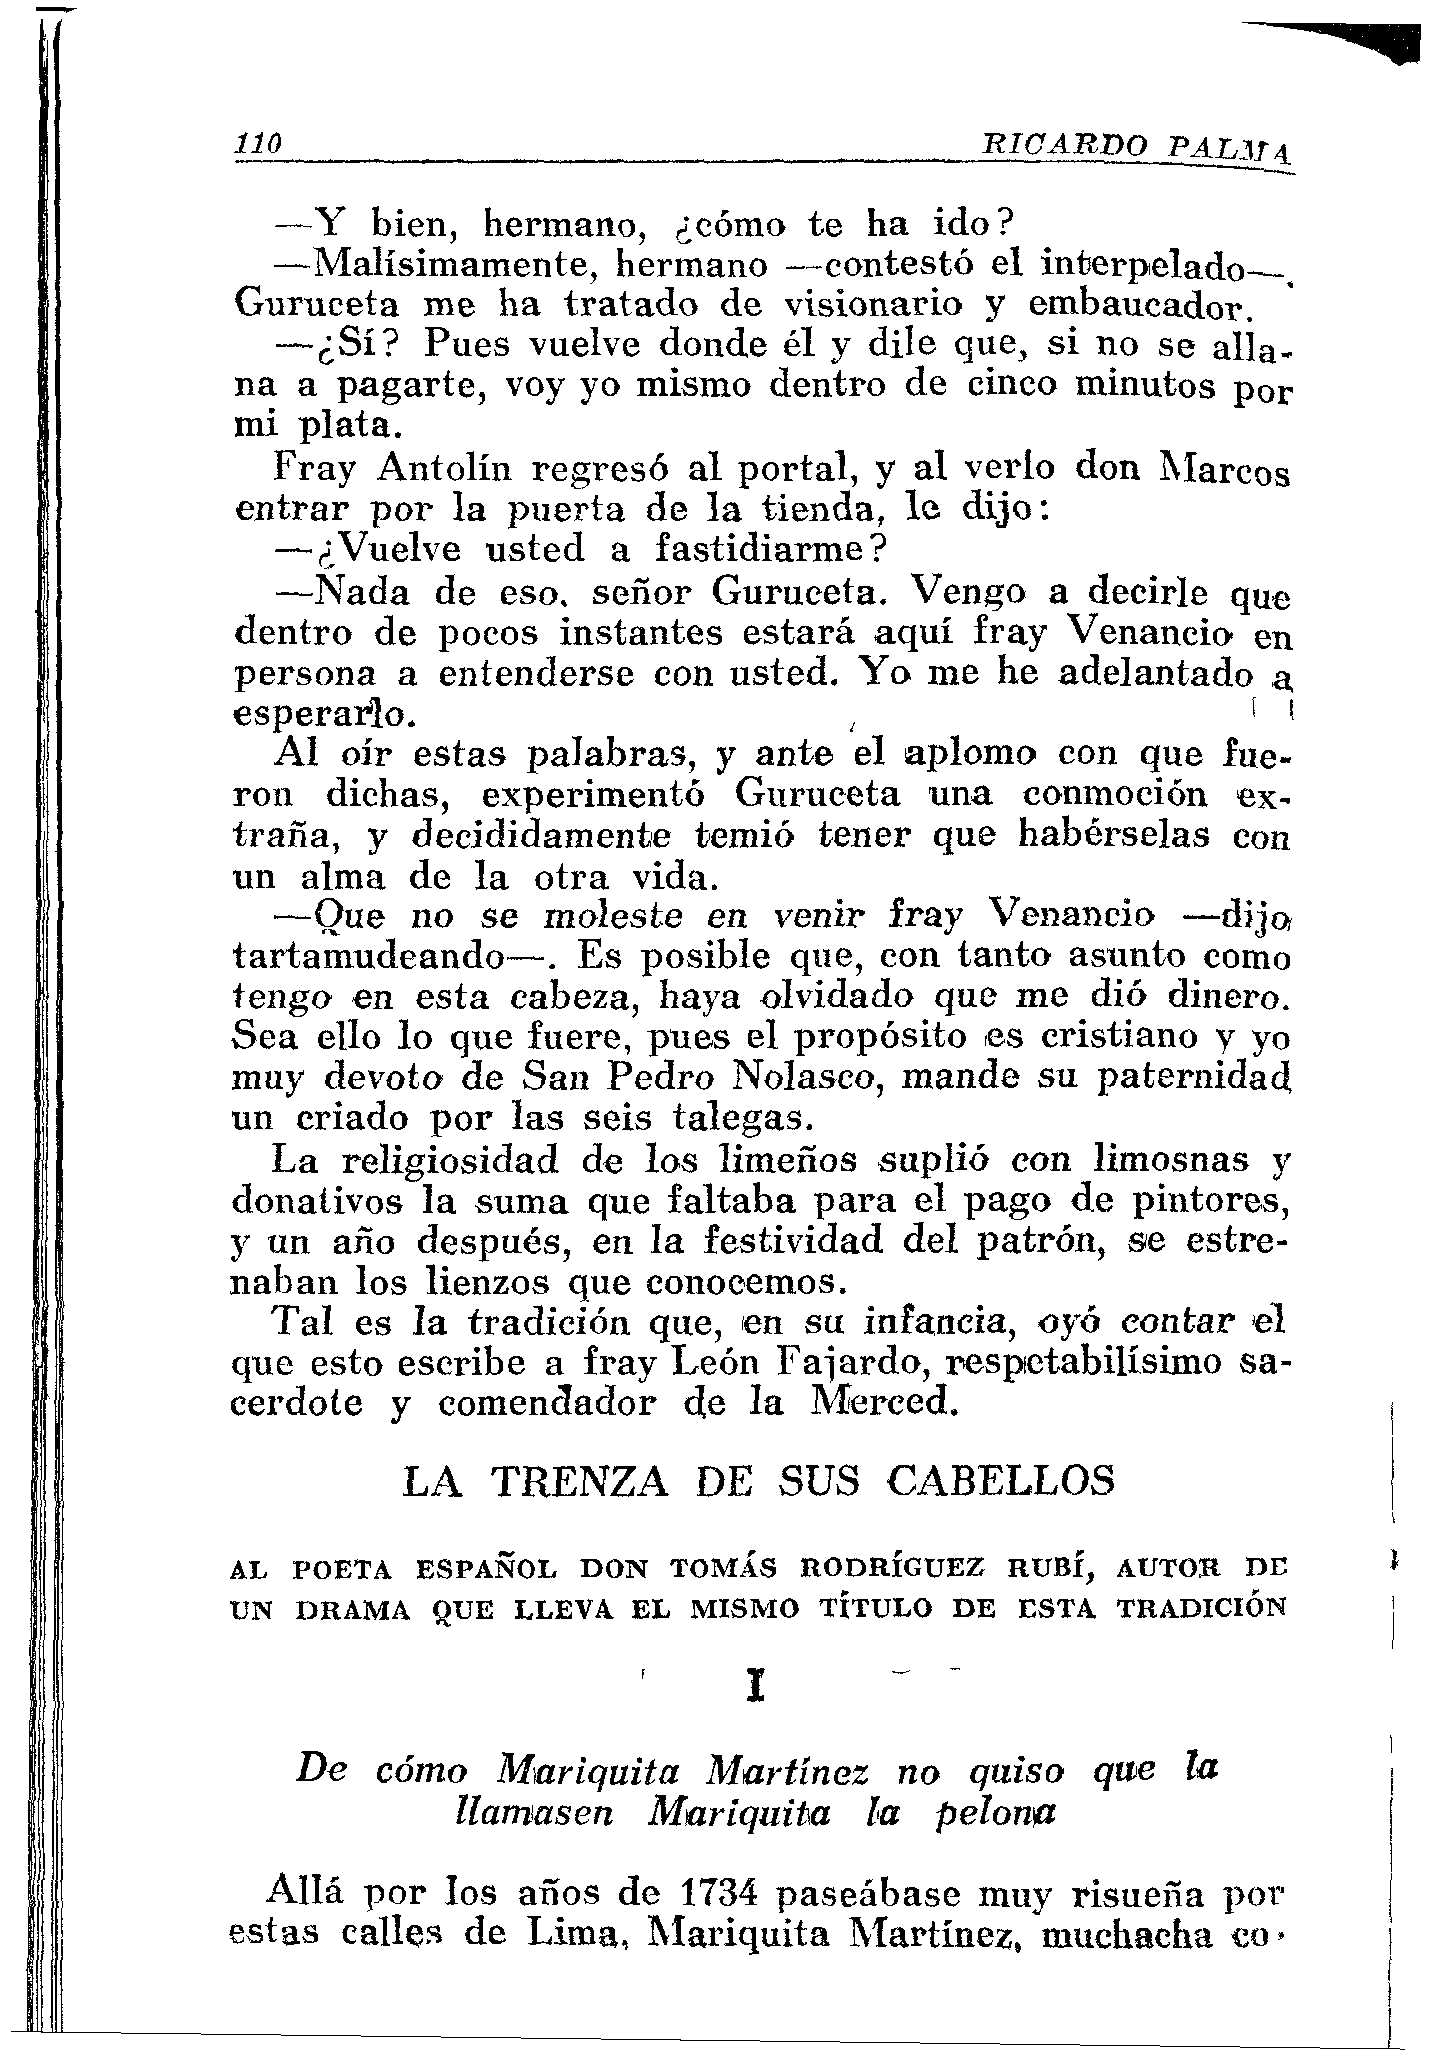 110 RICARDO PALMA
—Y bien, hermano, ¿cómo te ha ido?
—Malísimamente, hermano —contestó el interpelado—.
Guruceta me ha tratado de visionario y embaucador.
—¿Sí? Pues vuelve donde él y dile que, si no se alla-
na a pagarte, voy yo mismo dentro de cinco minutos por
mi plata.
Fray Antolín regresó al portal, y al verlo don Marcos
entrar por la puerta de la tienda, le dijo:
—¿Vuelve usted a fastidiarme?
—Nada de eso, señor Guruceta. Vengo a decirle que
dentro de pocos instantes estará aquí fray Venancio en
persona a entenderse con usted. Yo me he adelantado a
esperarlo.
Al oír estas palabras, y ante el aplomo con que fue-
ron dichas, experimentó Guruceta una conmoción ex-
traña, y decididamente temió tener que habérselas con
un alma de la otra vida.
—Que no se moleste en venir fray Venancio —dijo
tartamudeando—. Es posible que, con tanto asunto como
tengo en esta cabeza, haya olvidado que me dió dinero.
Sea ello lo que fuere, pues el propósito es cristiano y yo
muy devoto de San Pedro Nolasco, mande su paternidad
un criado por las seis talegas.
La religiosidad de los limeños suplió con limosnas y
donativos la suma que faltaba para el pago de pintores,
y un año después, en la festividad del patrón, se estre-
naban los lienzos que conocemos.
Tal es la tradición que, en su infancia, oyó contar el
que esto escribe a fray León Fajardo, respetabilísimo sa-
cerdote y comendador de la Merced.
LA TRENZA DE SUS CABELLOS
AL POETA ESPAÑOL DON TOMÁS RODRÍGUEZ RUBÍ, AUTOR DE
UN DRAMA QUE LLEVA EL MISMO TÍTULO DE ESTA TRADICIÓN
I
De cómo Mariquita Martínez no quiso que la
llamasen Mariquita la pelona
Allá por los años de 1734 paseábase muy risueña por
estas calles de Lima, Mariquita Martínez, muchacha co-